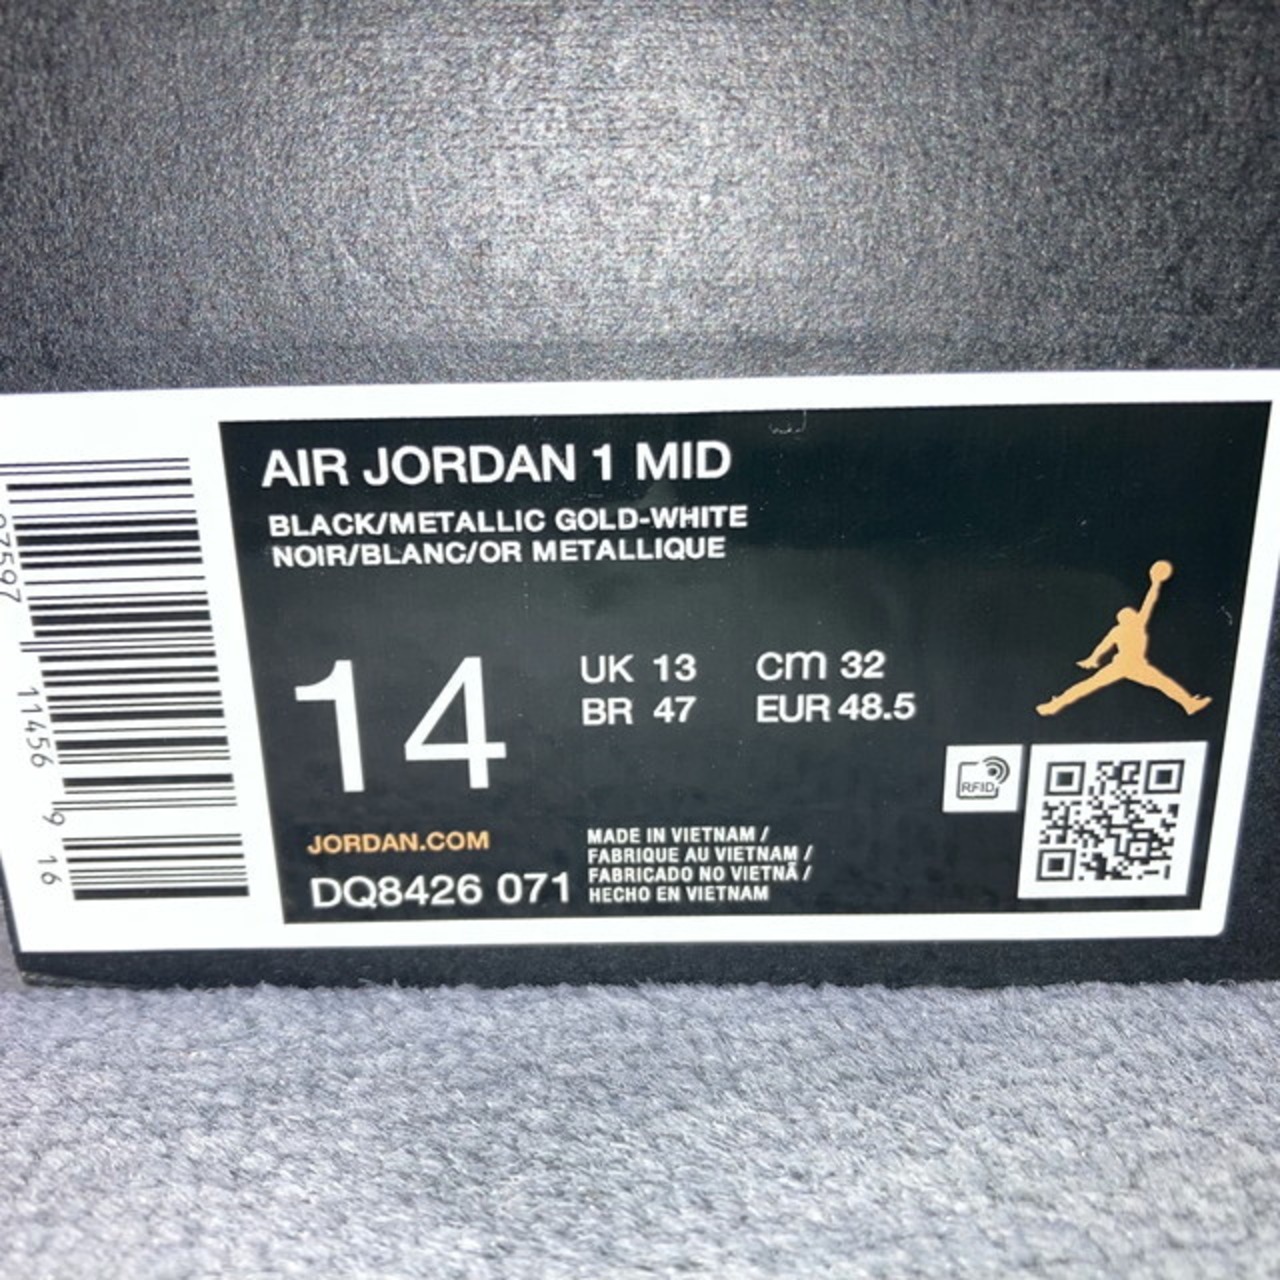 AIR JORDAN 1 MID
BLACK/METALLIC GOLD-WHITE
NOIR/BLANC/OR METALLIQUE
14
UK 13 cm 32
BR 47 EUR 48.5
RFID
JORDAN.COM
DQ8426 071
MADE IN VIETNAM /
FABRIQUE AU VIETNAM /
FABRICADO NO VIETNÃ /
HECHO EN VIETNAM
11456 9 16